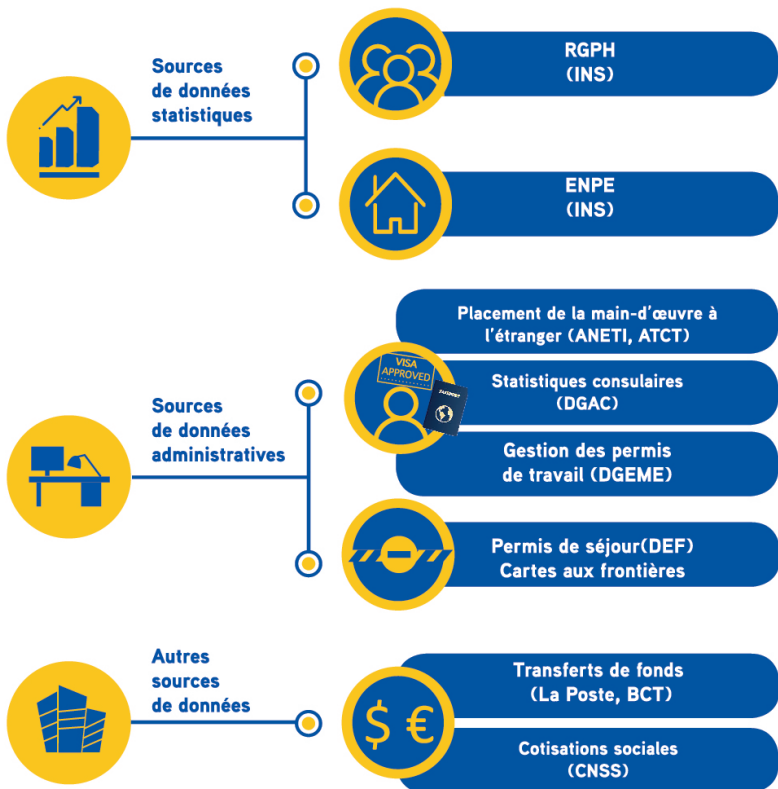 Sources
de données
statistiques
RGPH
(INS)
ENPE
(INS)
Sources
de données
administratives
Placement de la main-d'œuvre à
l'étranger (ANETI, ATCT)
VISA
APPROVED
PASSPORT
Statistiques consulaires
(DGAC)
Gestion des permis
de travail (DGEME)
Permis de séjour(DEF)
Cartes aux frontières
Autres
sources
de données
$ €
Transferts de fonds
(La Poste, BCT)
Cotisations sociales
(CNSS)